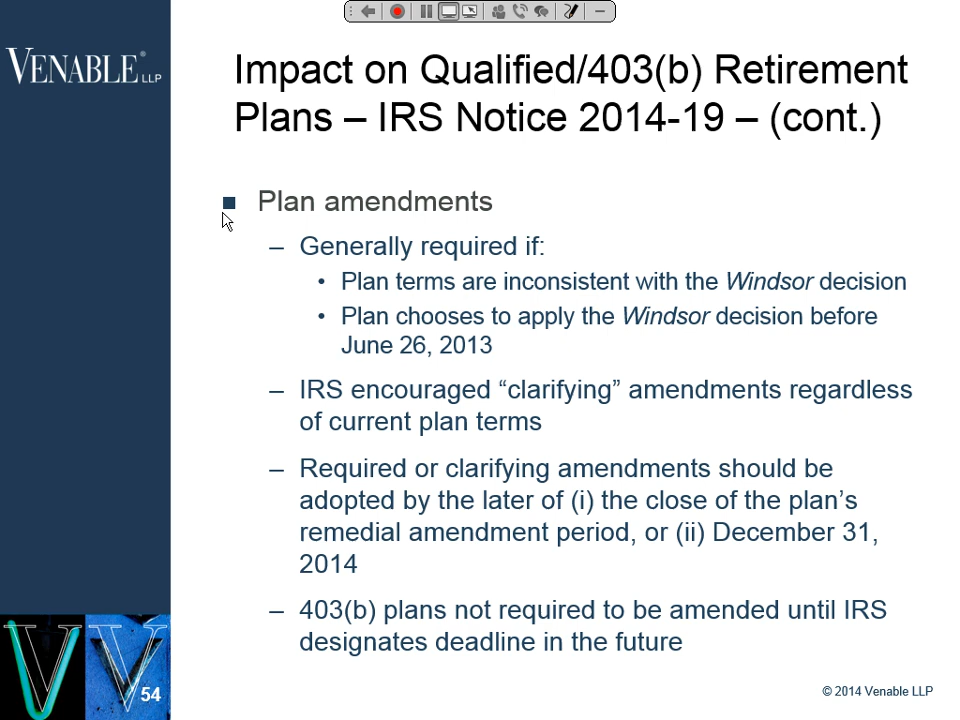 VENABLE® LLP
Impact on Qualified/403(b) Retirement
Plans – IRS Notice 2014-19 – (cont.)
■ Plan amendments
– Generally required if:
• Plan terms are inconsistent with the Windsor decision
• Plan chooses to apply the Windsor decision before
June 26, 2013
– IRS encouraged “clarifying” amendments regardless
of current plan terms
– Required or clarifying amendments should be
adopted by the later of (i) the close of the plan’s
remedial amendment period, or (ii) December 31,
2014
– 403(b) plans not required to be amended until IRS
designates deadline in the future
54
© 2014 Venable LLP